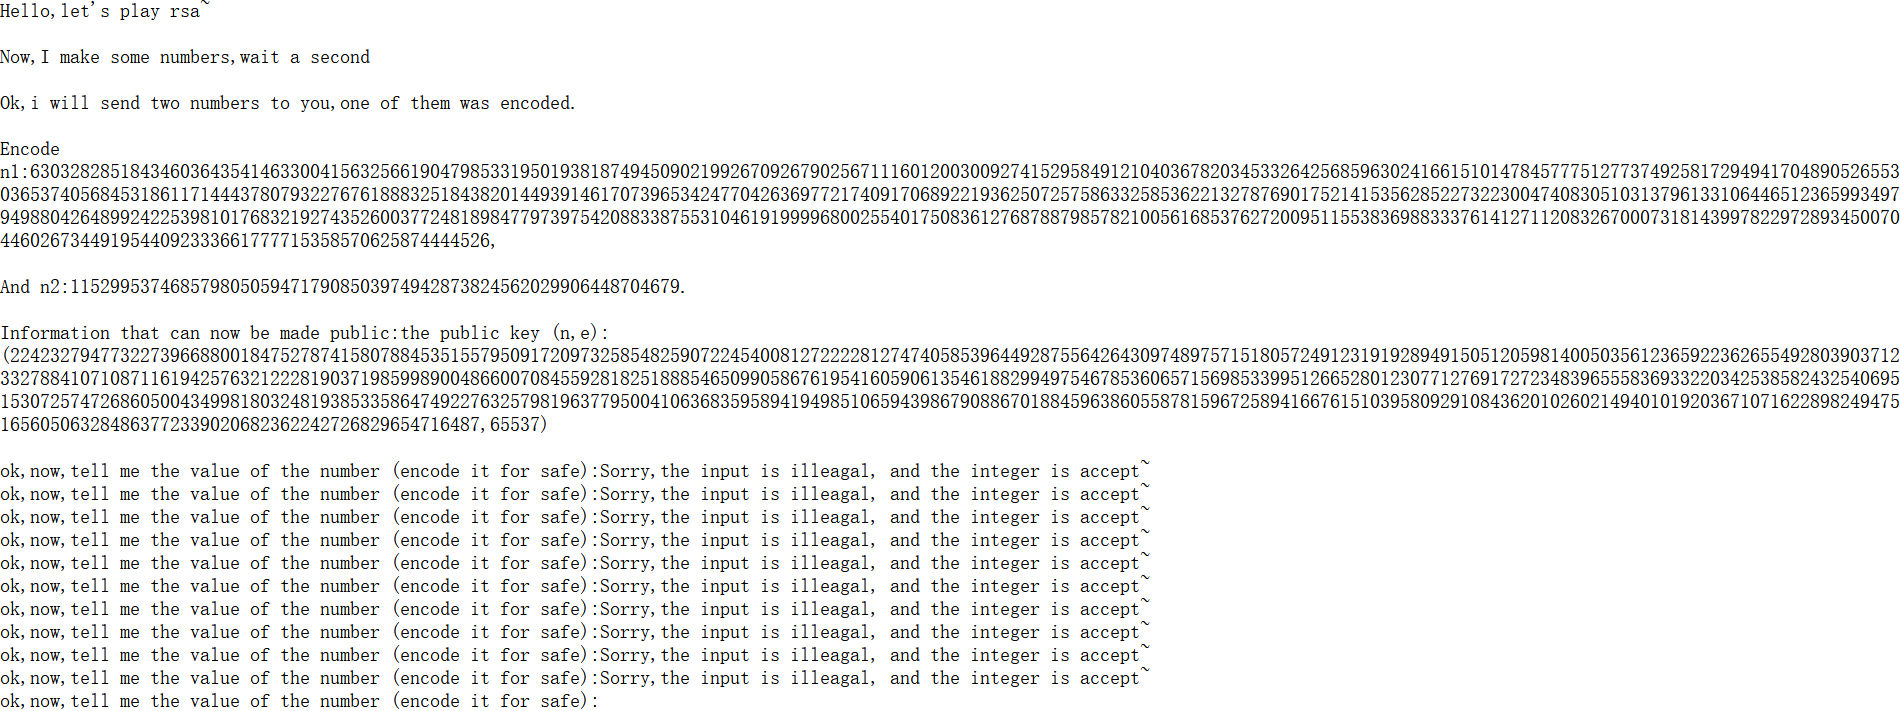 Hello,let's play rsa~
Now,I make some numbers,wait a second
Ok,i will send two numbers to you,one of them was encoded.
Encode
n1:6303282851843460364354146330041563256619047985331950193818749450902199267092679025671116012003009274152958491210403678203453326425685963024166151014784577751277374925817294941704890526553
0365374056845318611714443780793227676188832518438201449391461707396534247704263697721740917068922193625072575863325853622132787690175214153562852273223004740830510313796133106446512365993497
9498804264899242253981017683219274352600377248189847797397542088338755310461919999680025540175083612768788798578210056168537627200951155383698833376141271120832670007318143997822972893450070
44602673449195440923336617777153585706258744445​26,
And n2:11529953746857980505947179085039749428738245620299064487046​79.
Information that can now be made public:the public key (n,e):
(224232794773227396688001847527874158078845351557950917209732585482590722454008127222281274740585396449287556426430974897571518057249123191928949150512059814005035612365922362655492803903712
3327884107108711619425763212228190371985998900486600708455928182518885465099058676195416059061354618829949754678536065715698533995126652801230771276917272348396555836933220342538582432540695
1530725747268605004349981803248193853358647492276325798196377950041063683595894194985106594398679088670188459638605587815967258941667615103958092910843620102602149401019203671071622898249475
16560506328486377233902068236224272682965471​6487,65537)
ok,now,tell me the value of the number (encode it for safe):Sorry,the input is illeagal, and the integer is accept~
ok,now,tell me the value of the number (encode it for safe):Sorry,the input is illeagal, and the integer is accept~
ok,now,tell me the value of the number (encode it for safe):Sorry,the input is illeagal, and the integer is accept~
ok,now,tell me the value of the number (encode it for safe):Sorry,the input is illeagal, and the integer is accept~
ok,now,tell me the value of the number (encode it for safe):Sorry,the input is illeagal, and the integer is accept~
ok,now,tell me the value of the number (encode it for safe):Sorry,the input is illeagal, and the integer is accept~
ok,now,tell me the value of the number (encode it for safe):Sorry,the input is illeagal, and the integer is accept~
ok,now,tell me the value of the number (encode it for safe):Sorry,the input is illeagal, and the integer is accept~
ok,now,tell me the value of the number (encode it for safe):Sorry,the input is illeagal, and the integer is accept~
ok,now,tell me the value of the number (encode it for safe):Sorry,the input is illeagal, and the integer is accept~
ok,now,tell me the value of the number (encode it for safe):